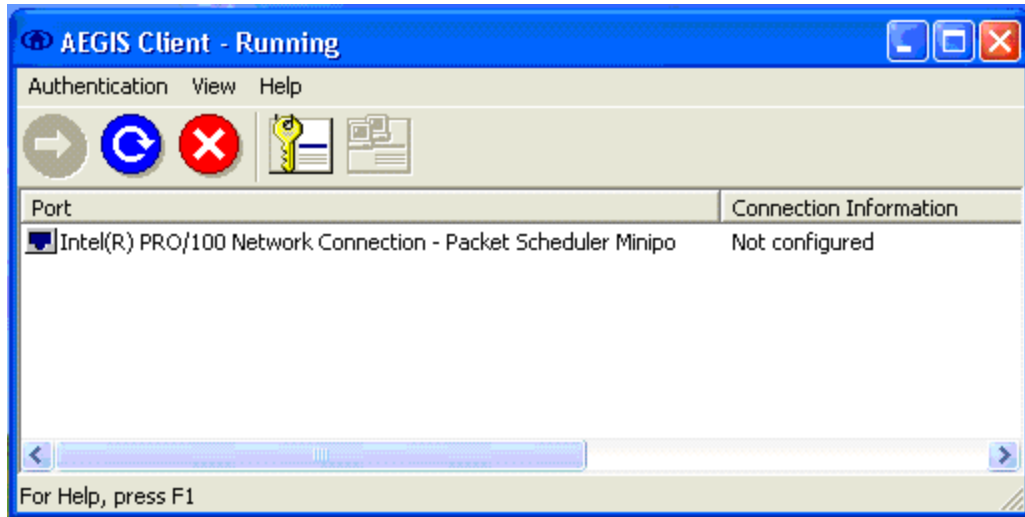 AEGIS Client - Running
Authentication View Help
Port Connection Information
Intel(R) PRO/100 Network Connection - Packet Scheduler Minipo Not configured
For Help, press F1